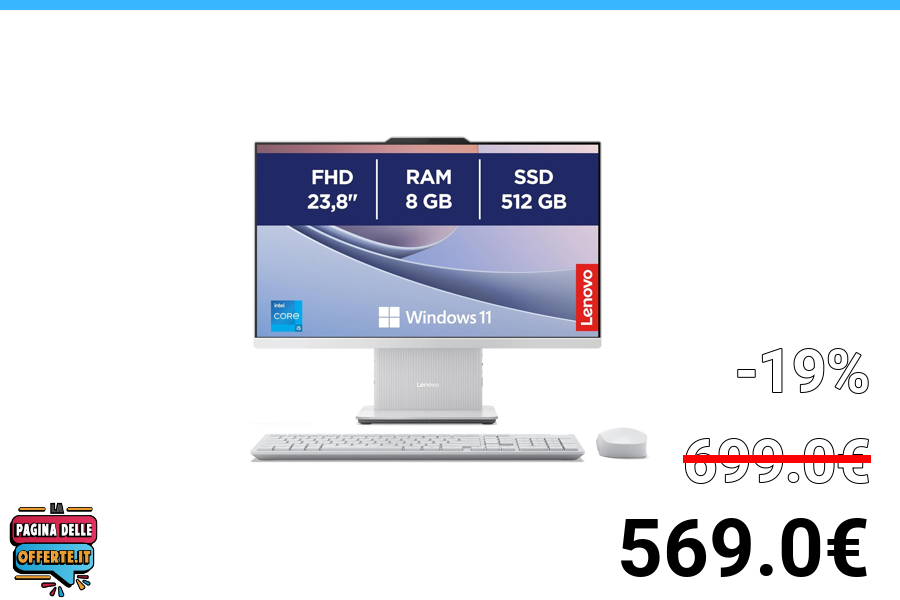 FHD
23,8"
RAM
8 GB
SSD
512 GB
Lenovo
intel
CORE
i5
Windows 11
Lenovo
-19%
699.0€
569.0€
LA
PAGINA DELLE
OFFERTE.IT